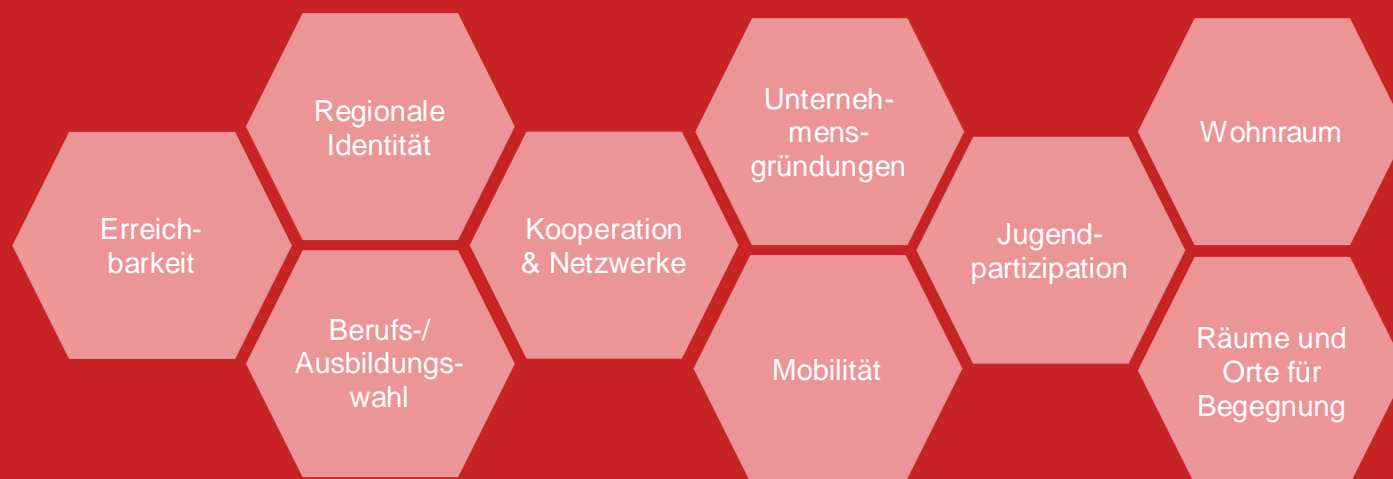 Erreich-
barkeit
Regionale
Identität
Berufs-/
Ausbildungs-
wahl
Kooperation
& Netzwerke
Unterneh-
mens-
gründungen
Mobilität
Jugend-
partizipation
Wohnraum
Räume und
Orte für
Begegnung